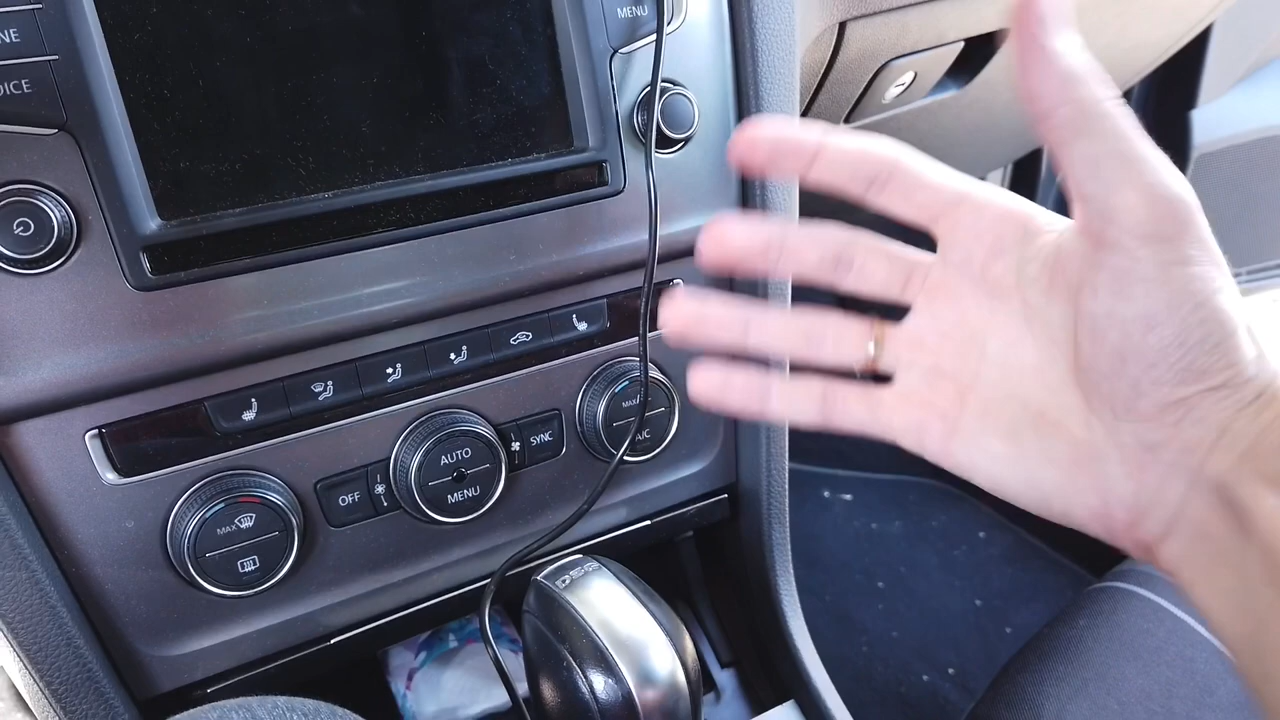 MENU
NE
OICE
AUTO
MENU
SYNC
OFF
MAX
MAX
A/C
DSG